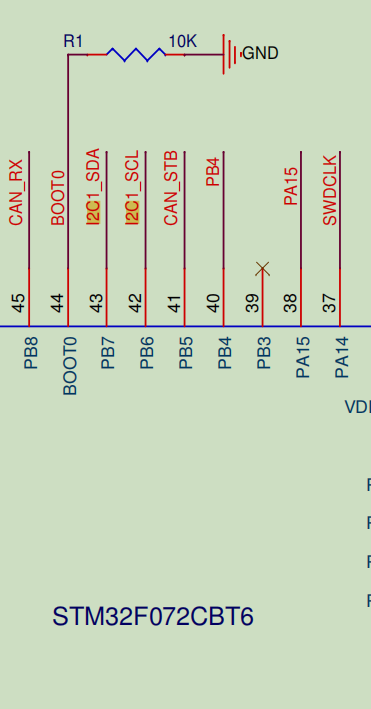 R1 10K
GND
CAN_RX
BOOT0
I2C1_SDA
I2C1_SCL
CAN_STB
PB4
PA15
SWDCLK
45 44 43 42 41 40 39 38 37
PB8
BOOT0
PB7
PB6
PB5
PB4
PB3
PA15
PA14
STM32F072CBT6